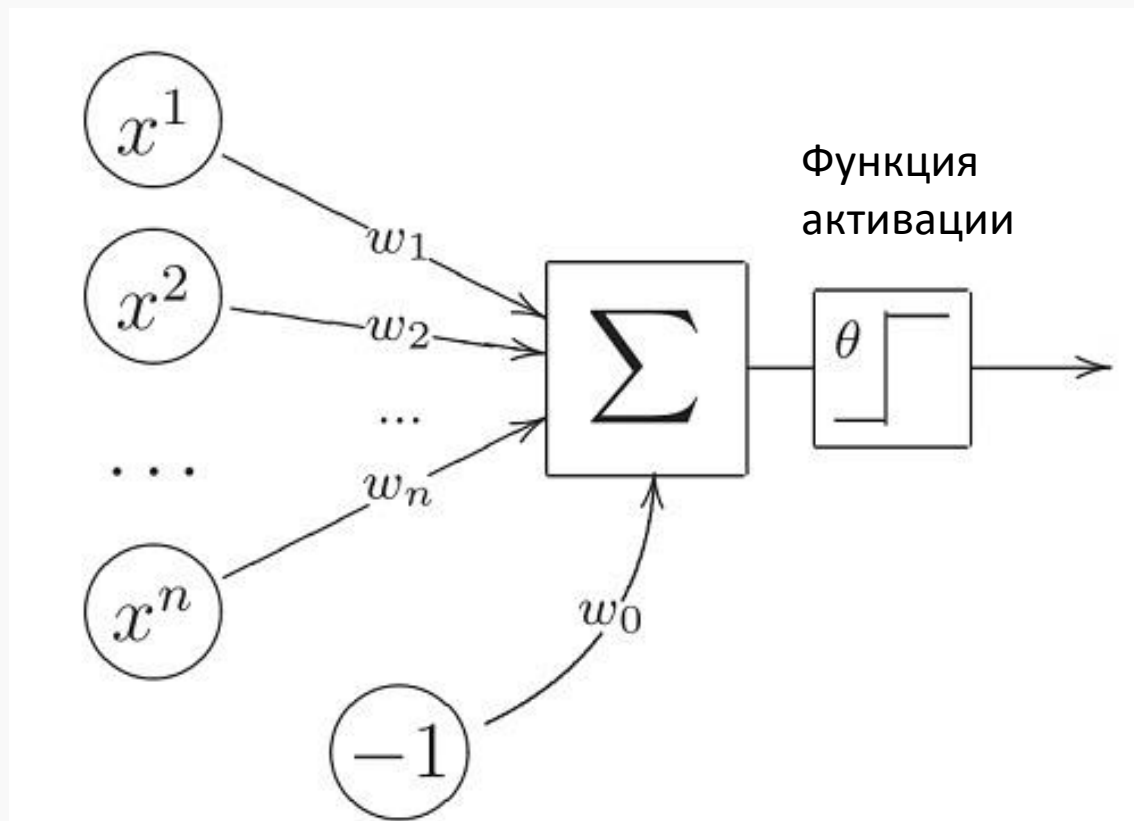 x¹
Функция
активации
w₁
x²
w₂
Σ
θ
...
...
wₙ
xⁿ
w₀
−1